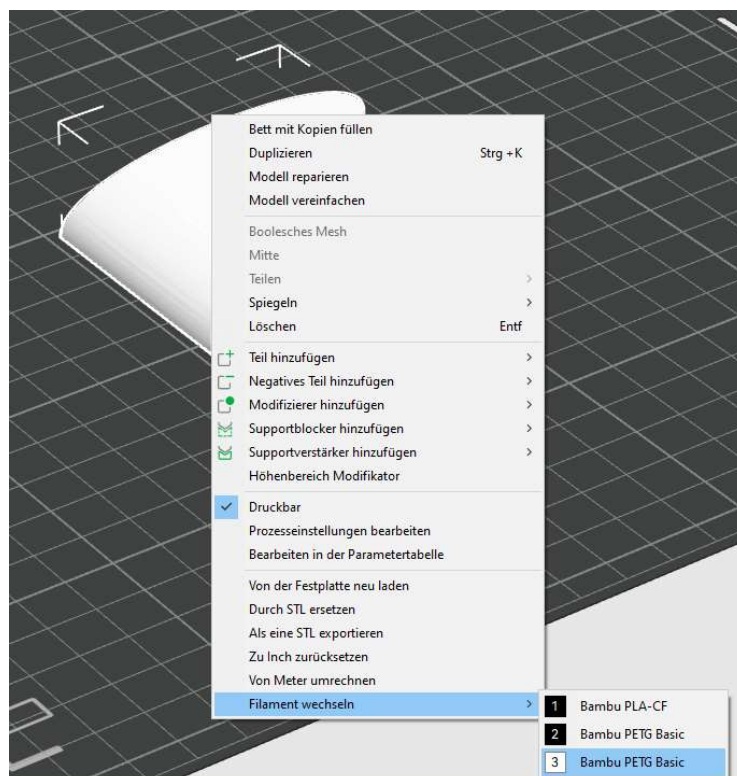 Bett mit Kopien füllen
Duplizieren Strg +K
Modell reparieren
Modell vereinfachen
Boolesches Mesh
Mitte
Teilen
Spiegeln
Löschen Entf
Teil hinzufügen
Negatives Teil hinzufügen
Modifizierer hinzufügen
Supportblocker hinzufügen
Supportverstärker hinzufügen
Höhenbereich Modifikator
Druckbar
Prozesseinstellungen bearbeiten
Bearbeiten in der Parametertabelle
Von der Festplatte neu laden
Durch STL ersetzen
Als eine STL exportieren
Zu Inch zurücksetzen
Von Meter umrechnen
Filament wechseln
1 Bambu PLA-CF
2 Bambu PETG Basic
3 Bambu PETG Basic